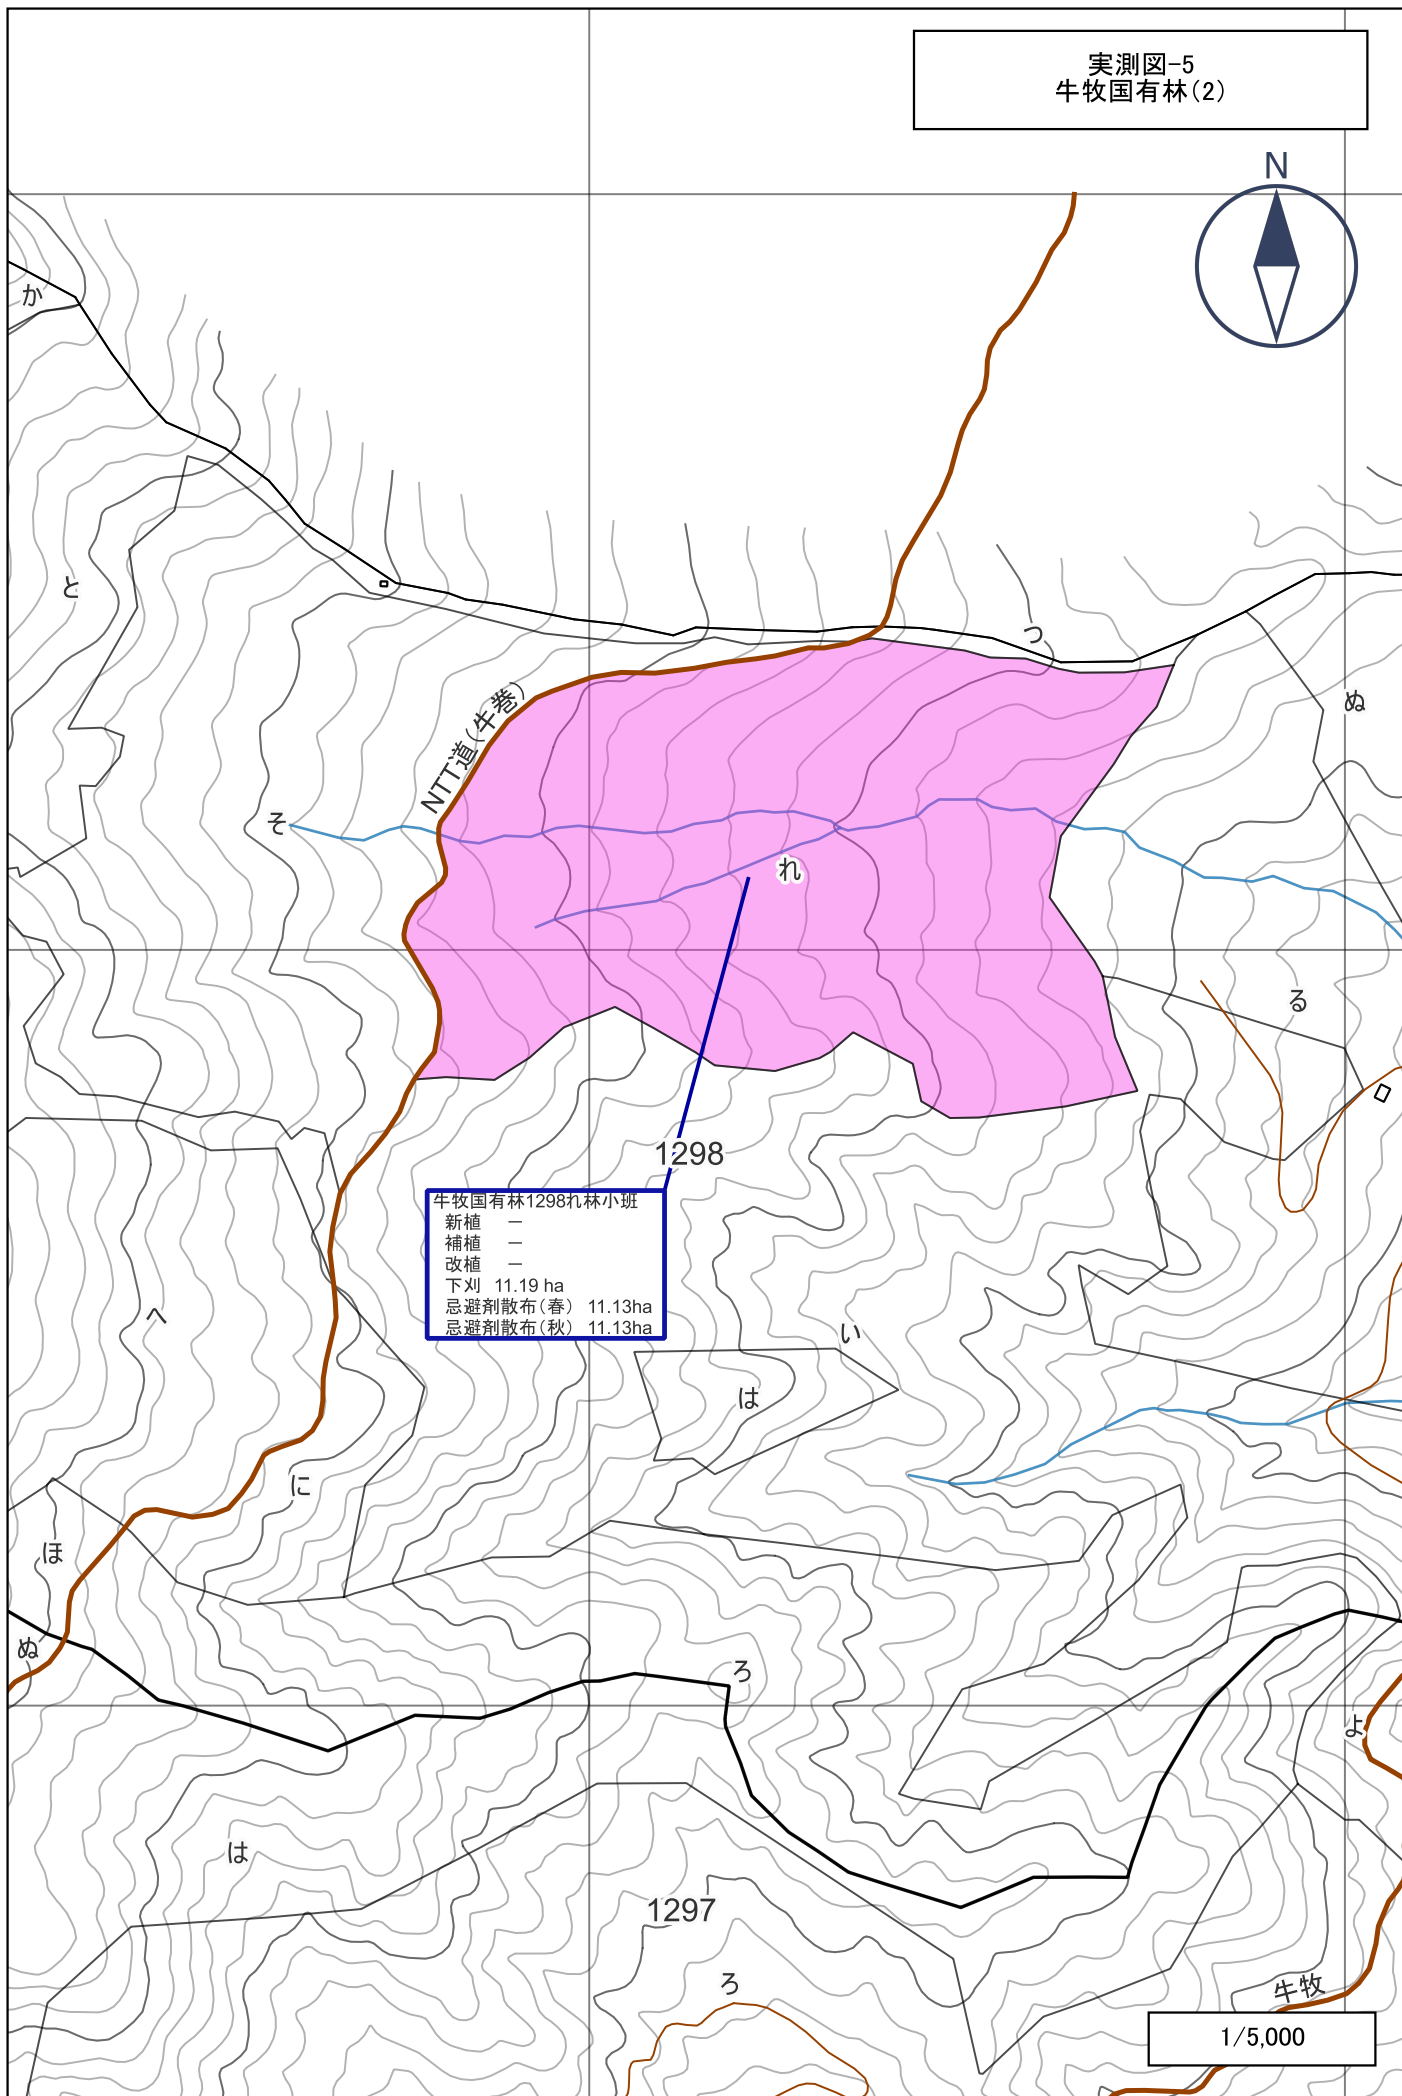 実測図-5
牛牧国有林(2)
N
か
と
つ
ぬ
NTT道(牛巻)
そ
れ
る
1298
牛牧国有林1298れ林小班
新植 －
補植 －
改植 －
下刈 11.19 ha
忌避剤散布(春) 11.13ha
忌避剤散布(秋) 11.13ha
へ
い
は
に
ほ
ぬ
ろ
よ
は
1297
ろ
牛牧
1/5,000